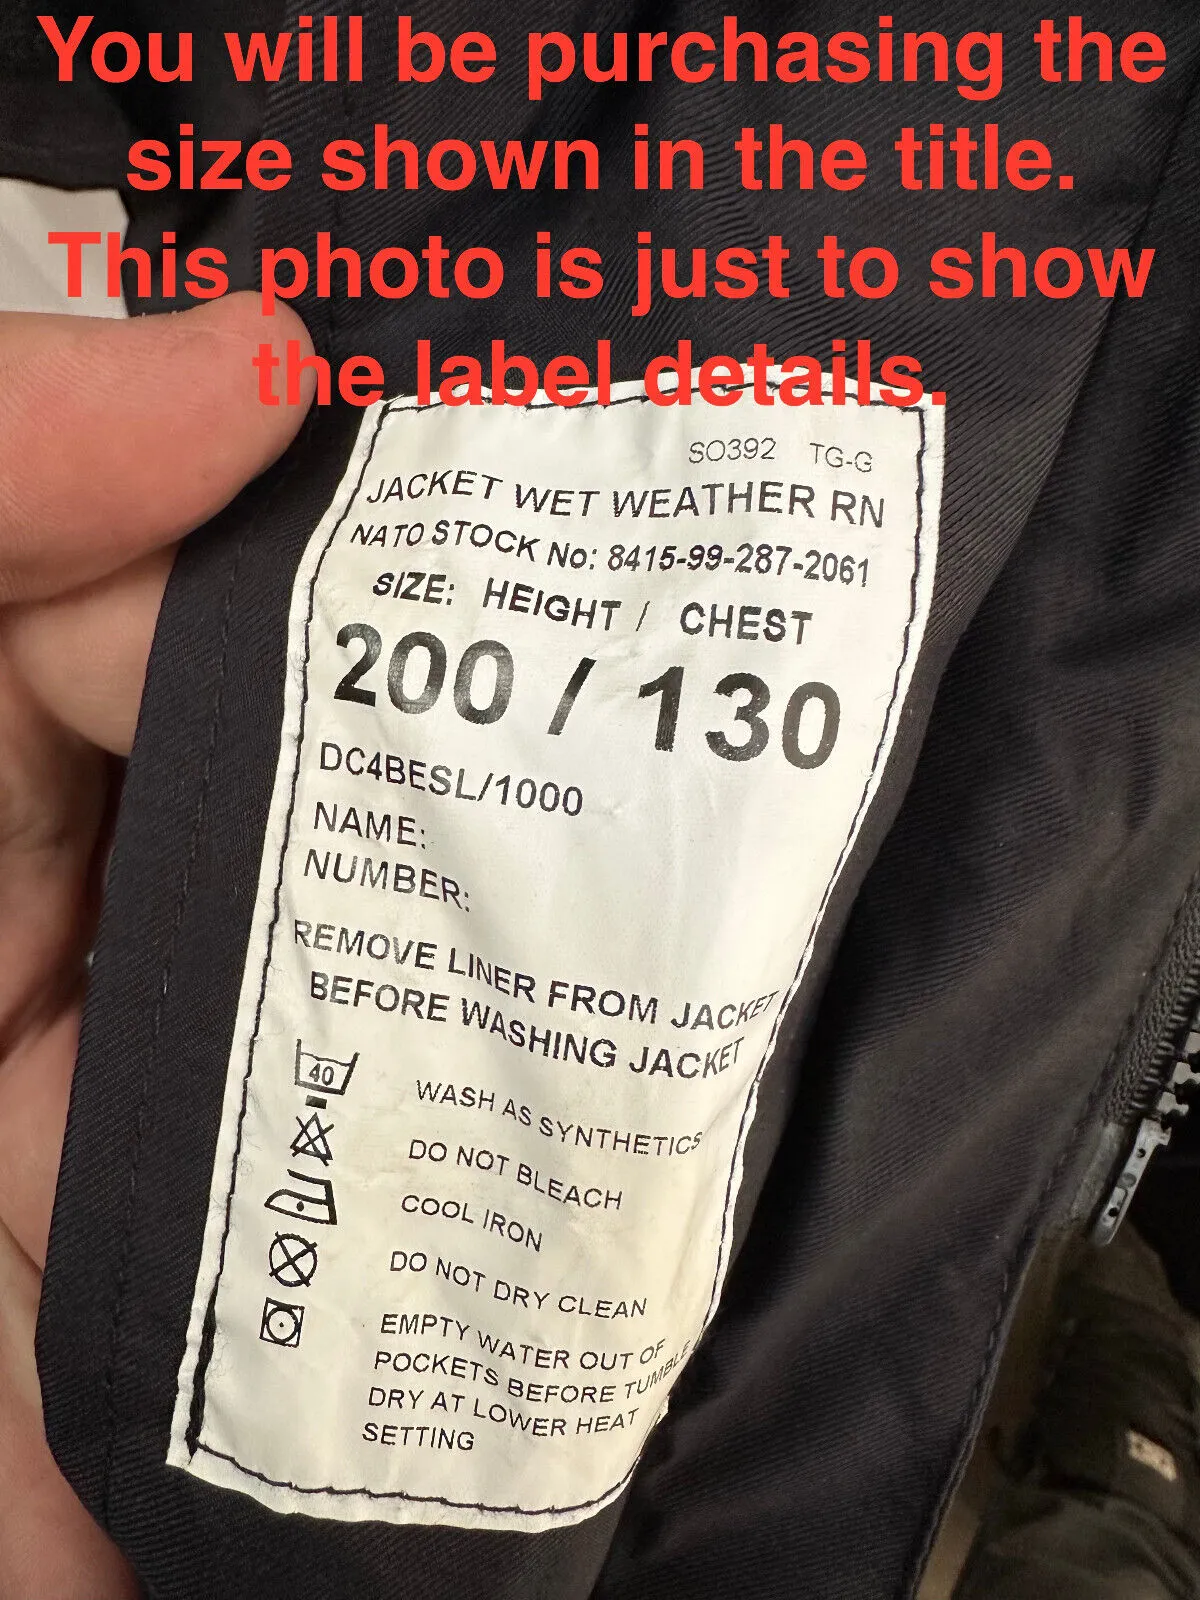 You will be purchasing the
size shown in the title.
This photo is just to show
the label details.
SO392 TG-G
JACKET WET WEATHER RN
NATO STOCK No: 8415-99-287-2061
SIZE: HEIGHT / CHEST
200 / 130
DC4BESL/1000
NAME:
NUMBER:
REMOVE LINER FROM JACKET
BEFORE WASHING JACKET
40
WASH AS SYNTHETICS
DO NOT BLEACH
COOL IRON
DO NOT DRY CLEAN
EMPTY WATER OUT OF
POCKETS BEFORE TUMBLE
DRY AT LOWER HEAT
SETTING